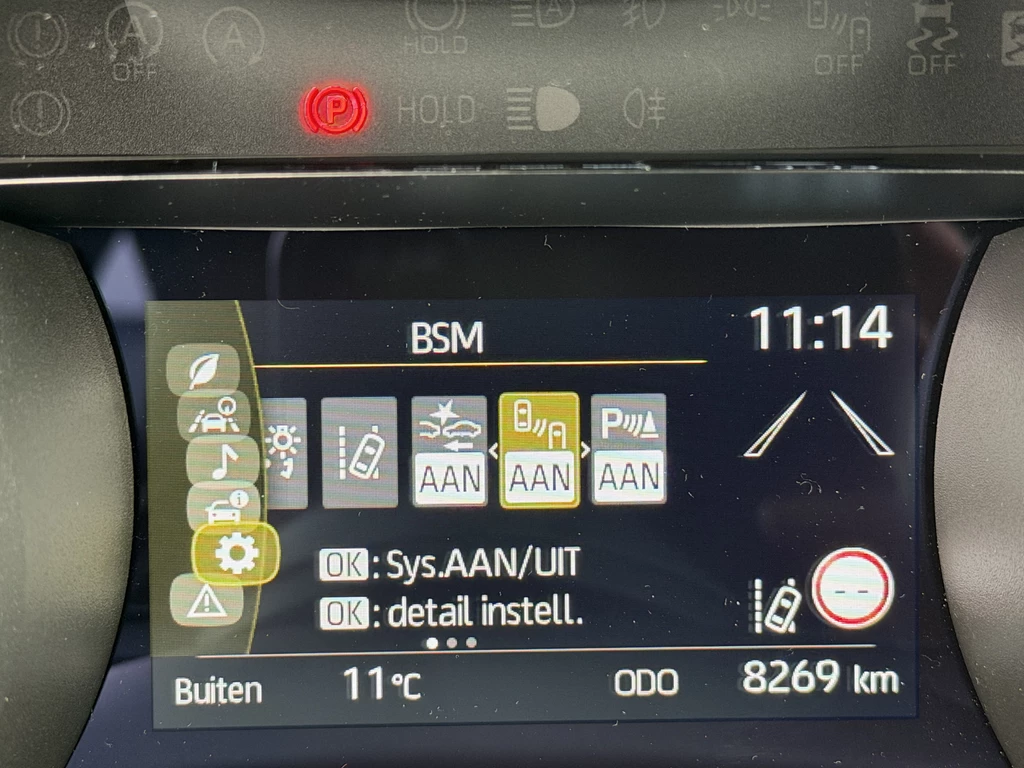 A
OFF
A
HOLD
A
OFF
OFF
P
HOLD
BSM
11:14
P
AAN
AAN
AAN
OK: Sys.AAN/UIT
OK: detail instell.
--
Buiten 11°C ODO 8269 km